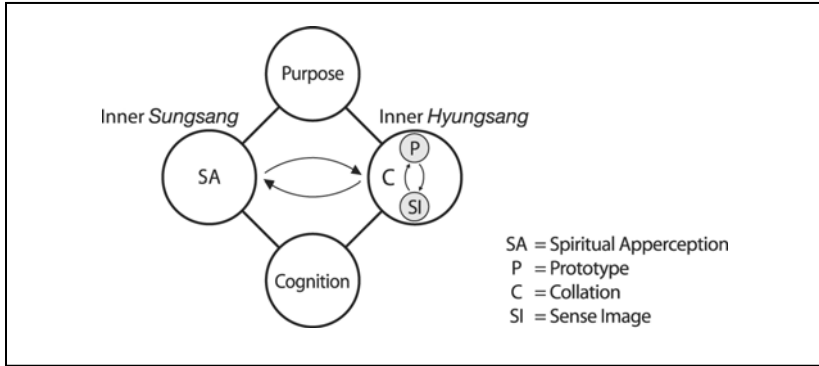 Purpose
Inner Sungsang
Inner Hyungsang
SA
C
P
SI
Cognition
SA = Spiritual Apperception
P = Prototype
C = Collation
SI = Sense Image